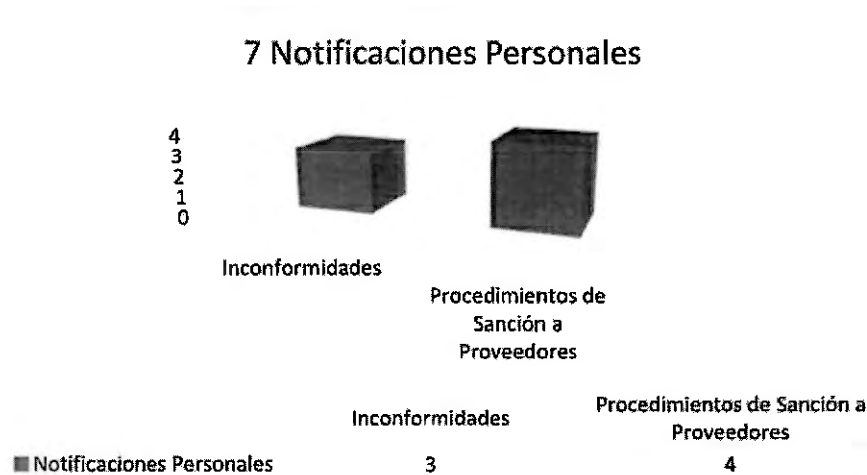 7 Notificaciones Personales
4
3
2
1
0
Inconformidades
Procedimientos de
Sanción a
Proveedores
Inconformidades
Procedimientos de Sanción a
Proveedores
Notificaciones Personales 3 4